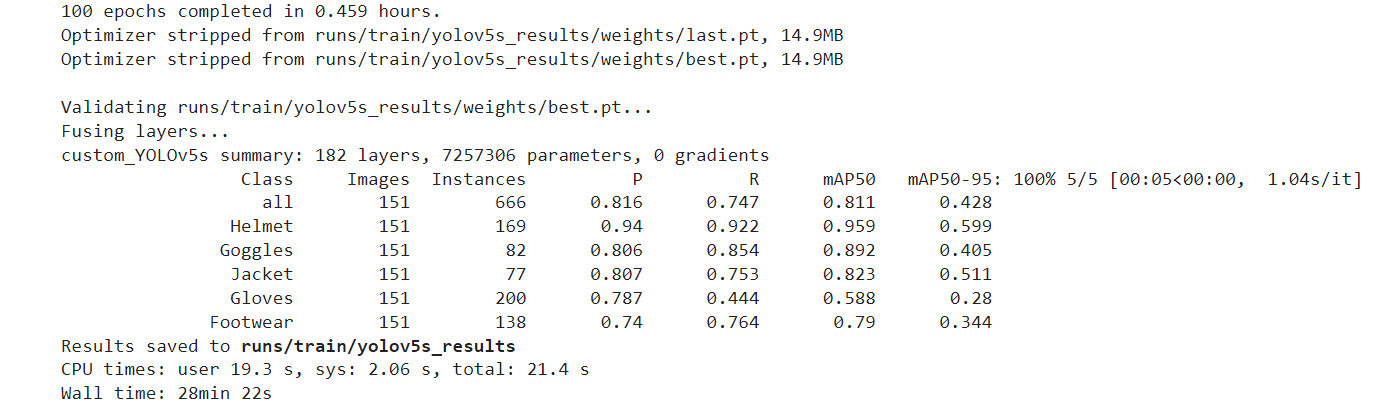 100 epochs completed in 0.459 hours.
Optimizer stripped from runs/train/yolov5s_results/weights/last.pt, 14.9MB
Optimizer stripped from runs/train/yolov5s_results/weights/best.pt, 14.9MB
Validating runs/train/yolov5s_results/weights/best.pt...
Fusing layers...
custom_YOLOv5s summary: 182 layers, 7257306 parameters, 0 gradients
Class Images Instances P R mAP50 mAP50-95: 100% 5/5 [00:05<00:00, 1.04s/it]
all 151 666 0.816 0.747 0.811 0.428
Helmet 151 169 0.94 0.922 0.959 0.599
Goggles 151 82 0.806 0.854 0.892 0.405
Jacket 151 77 0.807 0.753 0.823 0.511
Gloves 151 200 0.787 0.444 0.588 0.28
Footwear 151 138 0.74 0.764 0.79 0.344
Results saved to runs/train/yolov5s_results
CPU times: user 19.3 s, sys: 2.06 s, total: 21.4 s
Wall time: 28min 22s